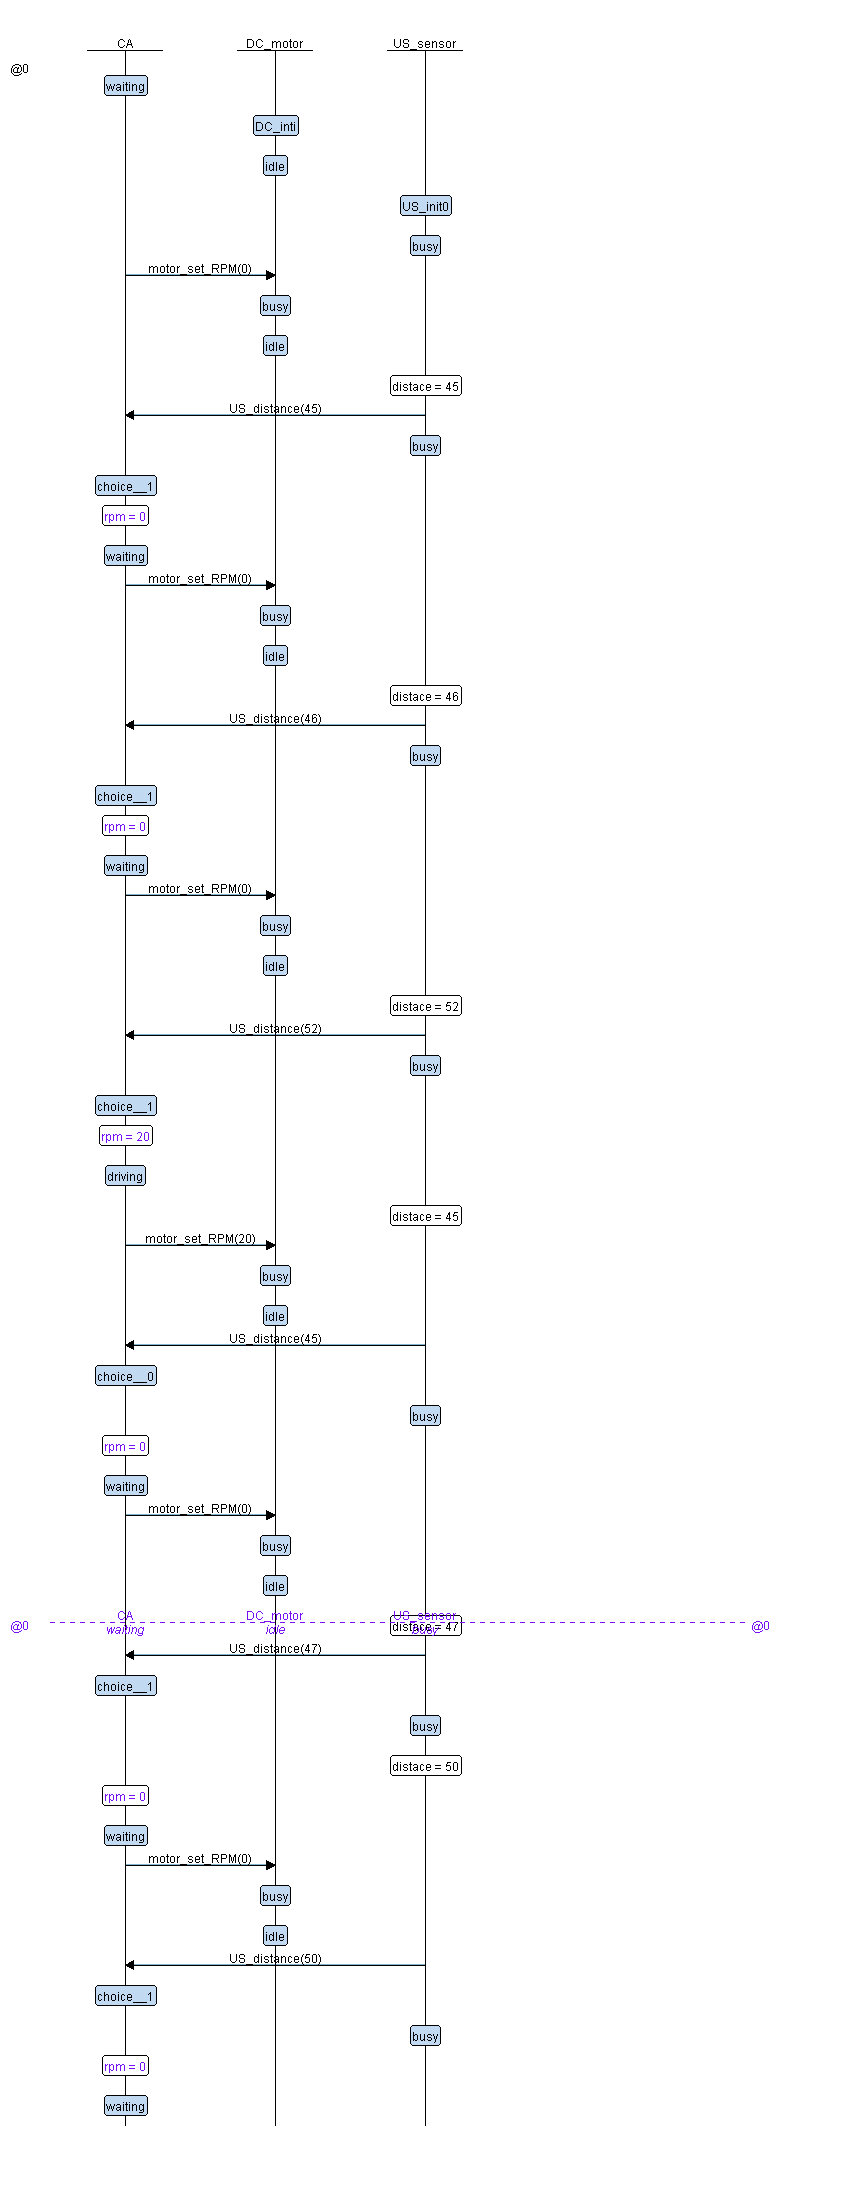 CA DC_motor US_sensor
@0
waiting
DC_inti
idle
US_init0
busy
motor_set_RPM(0)
busy
idle
distace = 45
US_distance(45)
busy
choice__1
rpm = 0
waiting
motor_set_RPM(0)
busy
idle
distace = 46
US_distance(46)
busy
choice__1
rpm = 0
waiting
motor_set_RPM(0)
busy
idle
distace = 52
US_distance(52)
busy
choice__1
rpm = 20
driving
distace = 45
motor_set_RPM(20)
busy
idle
US_distance(45)
choice__0
busy
rpm = 0
waiting
motor_set_RPM(0)
busy
idle
CA DC_motor US_sensor
@0 waiting idle busy @0
distace = 47
US_distance(47)
choice__1
busy
distace = 50
rpm = 0
waiting
motor_set_RPM(0)
busy
idle
US_distance(50)
choice__1
busy
rpm = 0
waiting